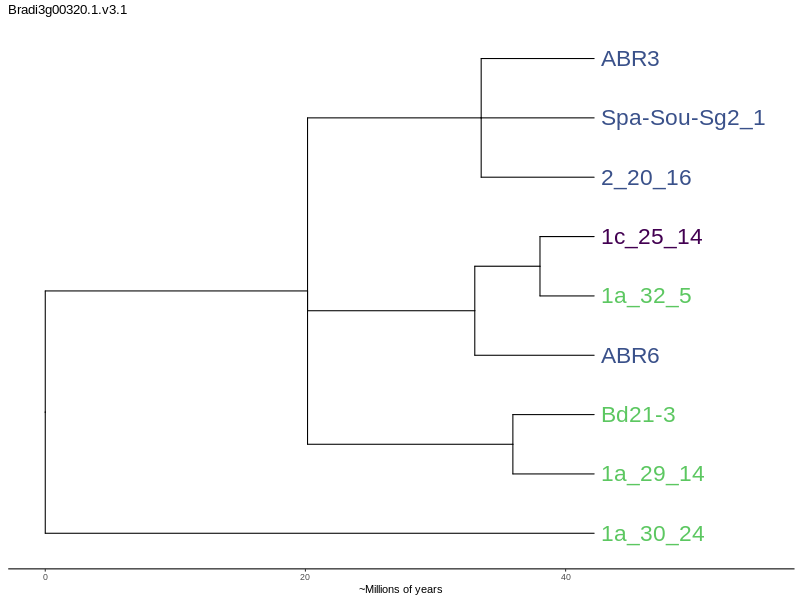 Bradi3g00320.1.v3.1
ABR3
Spa-Sou-Sg2_1
2_20_16
1c_25_14
1a_32_5
ABR6
Bd21-3
1a_29_14
1a_30_24
0 20 40
~Millions of years